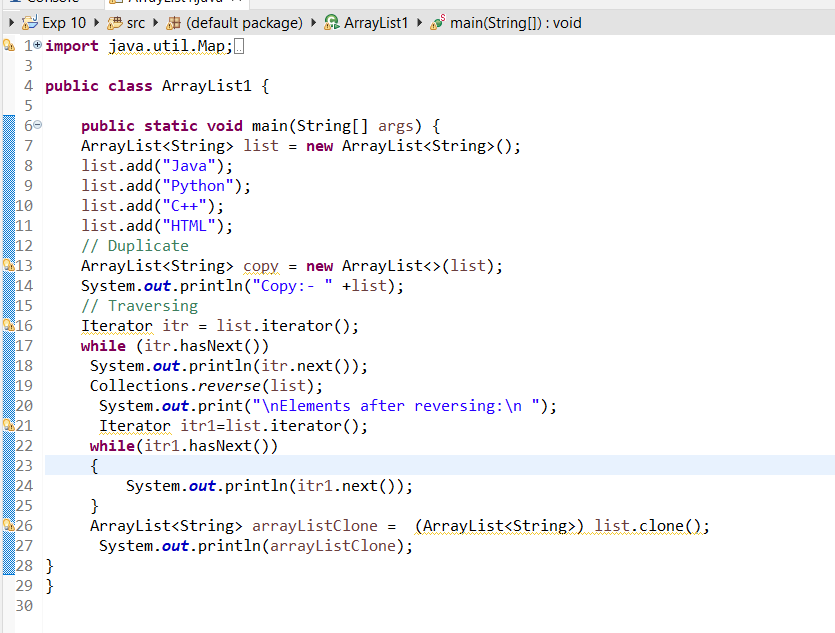 Exp 10 src (default package) ArrayList1 main(String[]) : void
1 import java.util.Map;
3
4 public class ArrayList1 {
5
6 public static void main(String[] args) {
7 ArrayList<String> list = new ArrayList<String>();
8 list.add("Java");
9 list.add("Python");
10 list.add("C++");
11 list.add("HTML");
12 // Duplicate
13 ArrayList<String> copy = new ArrayList<>(list);
14 System.out.println("Copy:- " +list);
15 // Traversing
16 Iterator itr = list.iterator();
17 while (itr.hasNext())
18 System.out.println(itr.next());
19 Collections.reverse(list);
20 System.out.print("\nElements after reversing:\n ");
21 Iterator itr1=list.iterator();
22 while(itr1.hasNext())
23 {
24 System.out.println(itr1.next());
25 }
26 ArrayList<String> arrayListClone = (ArrayList<String>) list.clone();
27 System.out.println(arrayListClone);
28 }
29 }
30